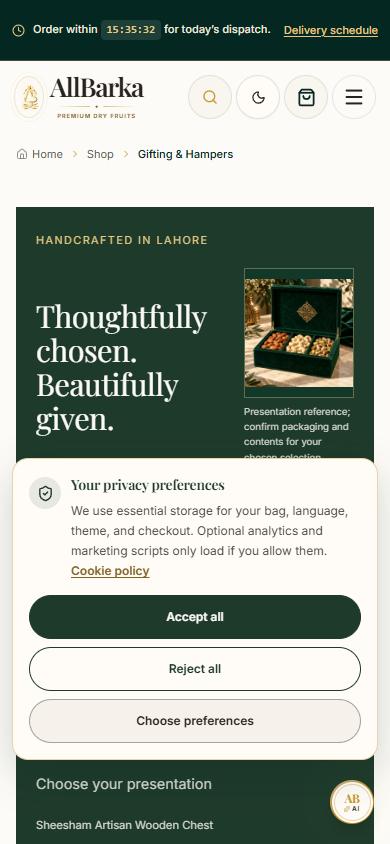 Order within 15:35:32 for today's dispatch. Delivery schedule
AllBarka
PREMIUM DRY FRUITS
Home > Shop > Gifting & Hampers
HANDCRAFTED IN LAHORE
Thoughtfully
chosen.
Beautifully
given.
Presentation reference;
confirm packaging and
contents for your
chosen selection
Your privacy preferences
We use essential storage for your bag, language,
theme, and checkout. Optional analytics and
marketing scripts only load if you allow them.
Cookie policy
Accept all
Reject all
Choose preferences
Choose your presentation
Sheesham Artisan Wooden Chest
AB
AI